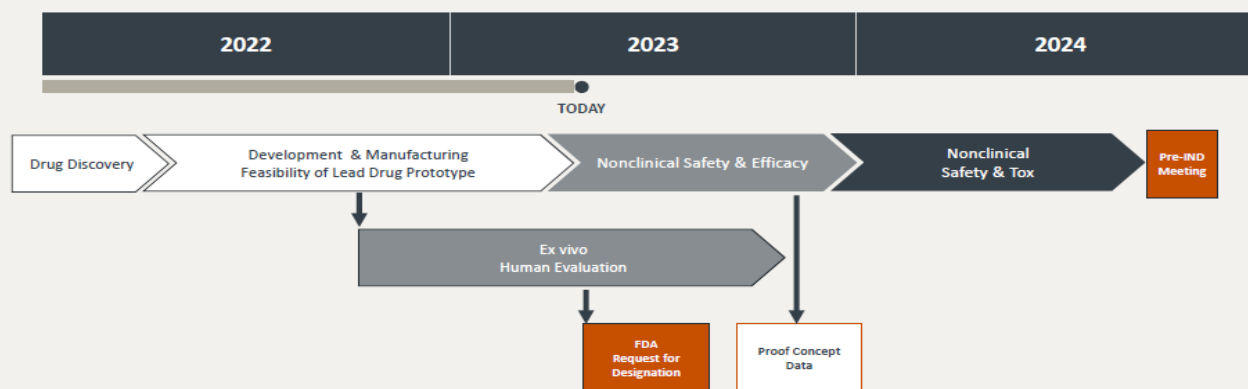 2022
2023
2024
TODAY
Drug Discovery
Development & Manufacturing
Feasibility of Lead Drug Prototype
Nonclinical Safety & Efficacy
Nonclinical
Safety & Tox
Pre-IND
Meeting
Ex vivo
Human Evaluation
FDA
Request for
Designation
Proof Concept
Data